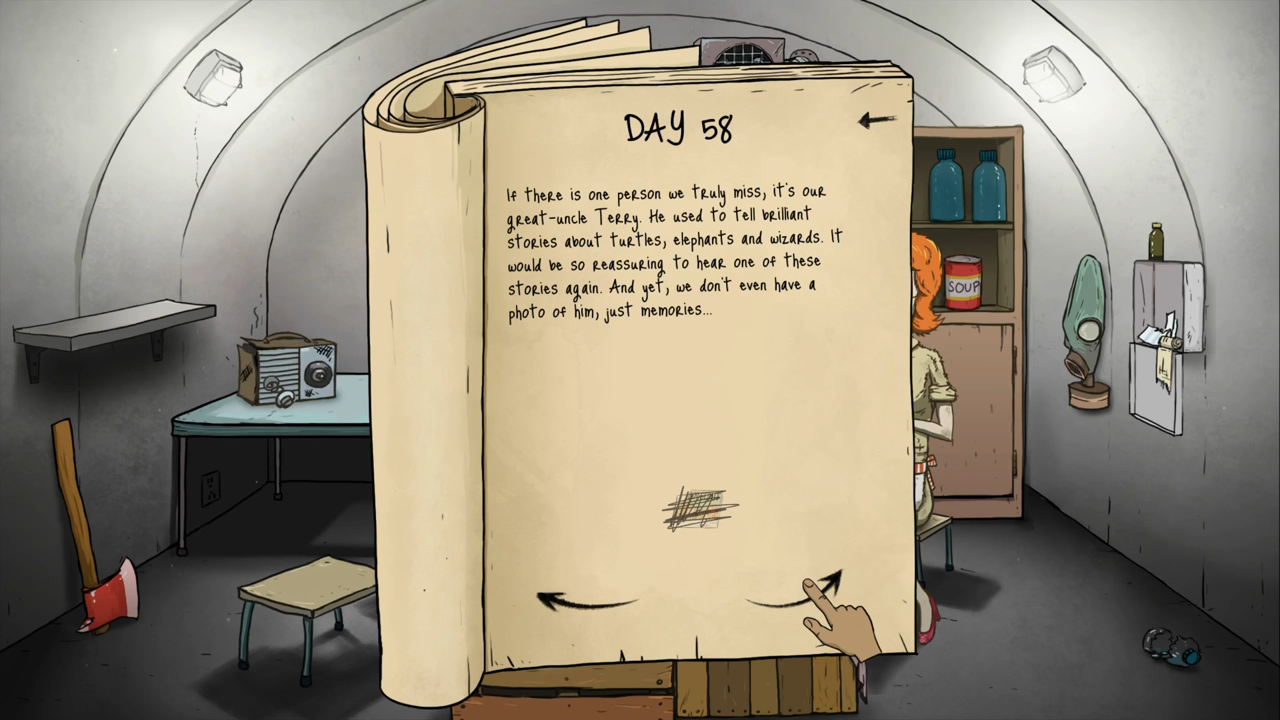 DAY 58
If there is one person we truly miss, it's our
great-uncle Terry. He used to tell brilliant
stories about turtles, elephants and wizards. It
would be so reassuring to hear one of these
stories again. And yet, we don't even have a
photo of him, just memories...
SOUP